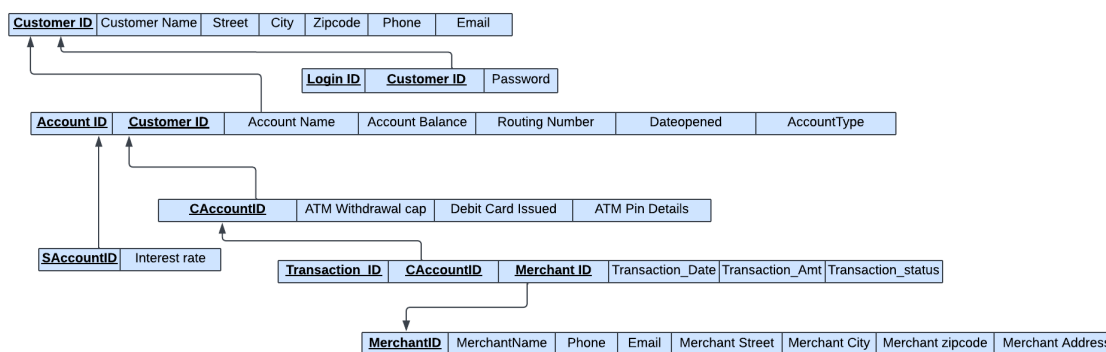 Customer ID Customer Name Street City Zipcode Phone Email
Login ID Customer ID Password
Account ID Customer ID Account Name Account Balance Routing Number Dateopened AccountType
CAccountID ATM Withdrawal cap Debit Card Issued ATM Pin Details
SAccountID Interest rate
Transaction_ID CAccountID Merchant ID Transaction_Date Transaction_Amt Transaction_status
MerchantID MerchantName Phone Email Merchant Street Merchant City Merchant zipcode Merchant Address